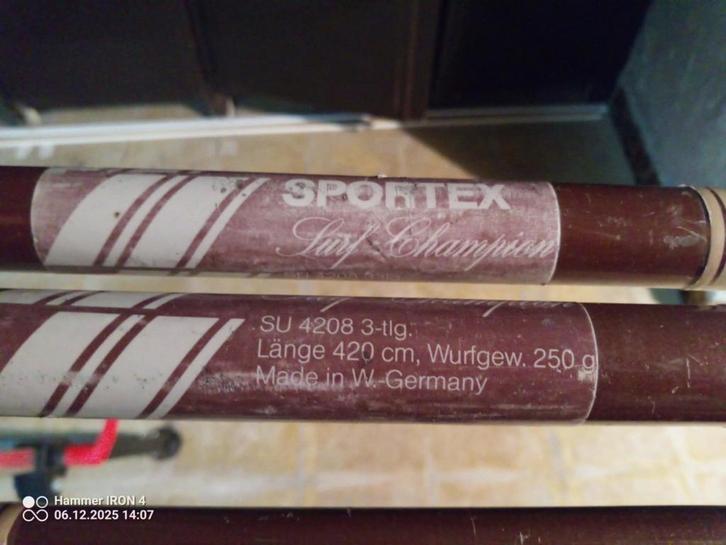 SPORTEX
Surf Champion
SU 4208 3-tlg.
Länge 420 cm, Wurfgew. 250 g
Made in W.-Germany
Hammer IRON 4
06.12.2025 14:07